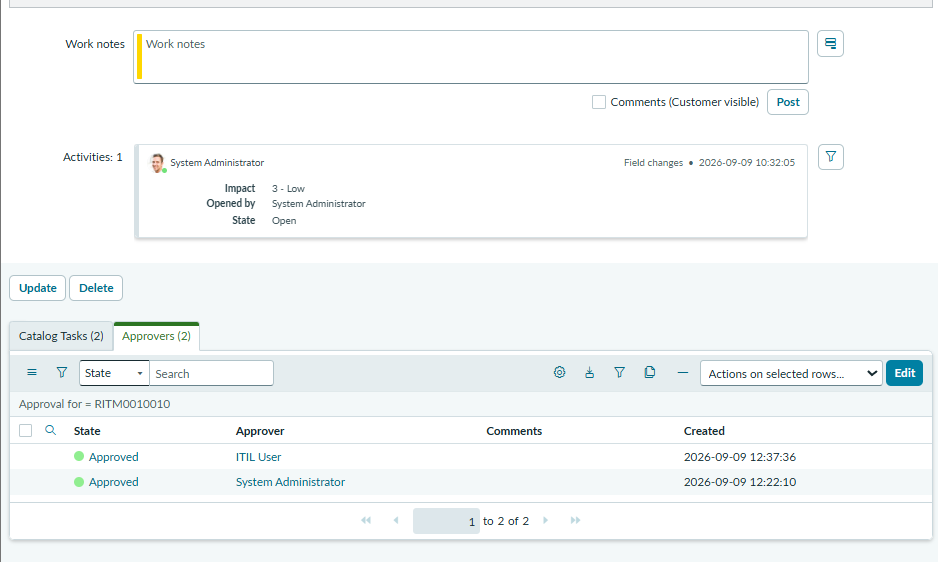 Work notes
Work notes
Comments (Customer visible)
Post
Activities: 1
System Administrator
Field changes • 2026-09-09 10:32:05
Impact 3 - Low
Opened by System Administrator
State Open
Update Delete
Catalog Tasks (2) Approvers (2)
State Search Actions on selected rows... Edit
Approval for = RITM0010010
State Approver Comments Created
Approved ITIL User 2026-09-09 12:37:36
Approved System Administrator 2026-09-09 12:22:10
1 to 2 of 2